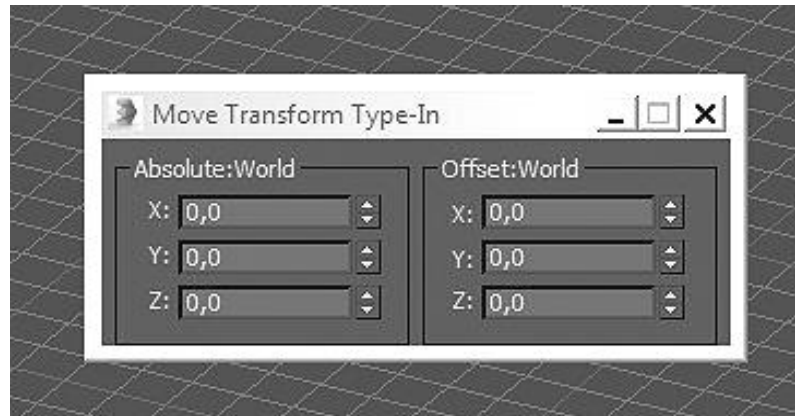 Move Transform Type-In
Absolute:World
X: 0,0
Y: 0,0
Z: 0,0
Offset:World
X: 0,0
Y: 0,0
Z: 0,0